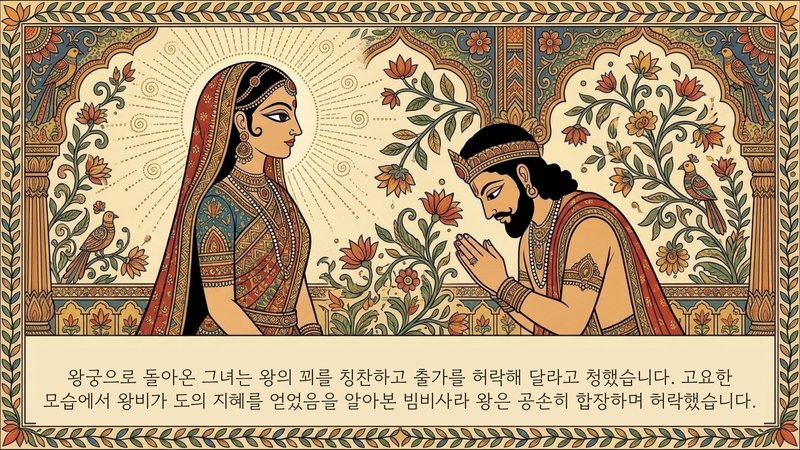 왕궁으로 돌아온 그녀는 왕의 꾀를 칭찬하고 출가를 허락해 달라고 청했습니다. 고요한
모습에서 왕비가 도의 지혜를 얻었음을 알아본 빔비사라 왕은 공손히 합장하며 허락했습니다.